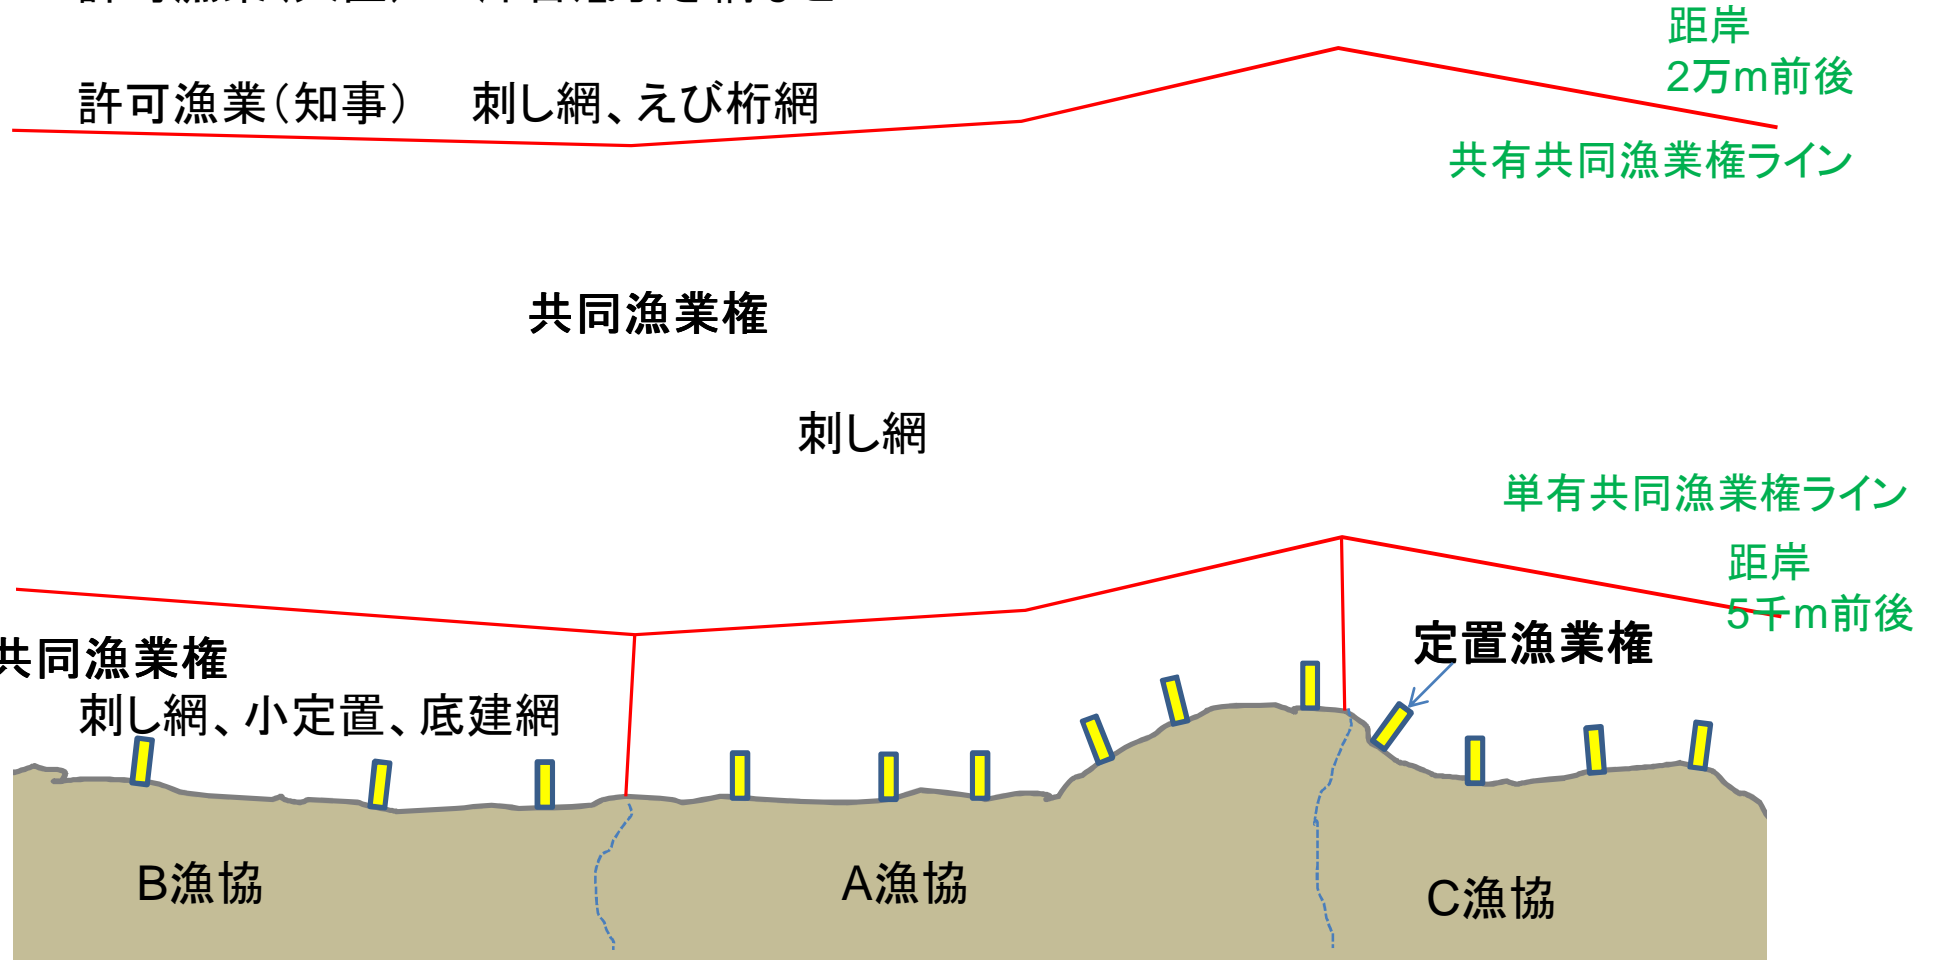 距岸
2万m前後
許可漁業(知事)　刺し網、えび桁網
共有共同漁業権ライン
共同漁業権
刺し網
単有共同漁業権ライン
距岸
5千m前後
定置漁業権
共同漁業権
刺し網、小定置、底建網
B漁協
A漁協
C漁協